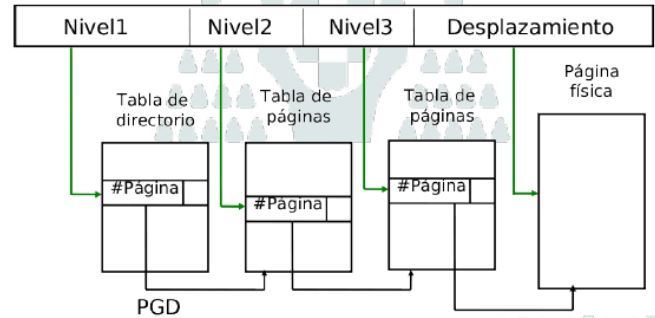 Nivel1 Nivel2 Nivel3 Desplazamiento
Página
física
Tabla de
directorio
Tabla de
páginas
Tabla de
páginas
#Página
#Página
#Página
PGD